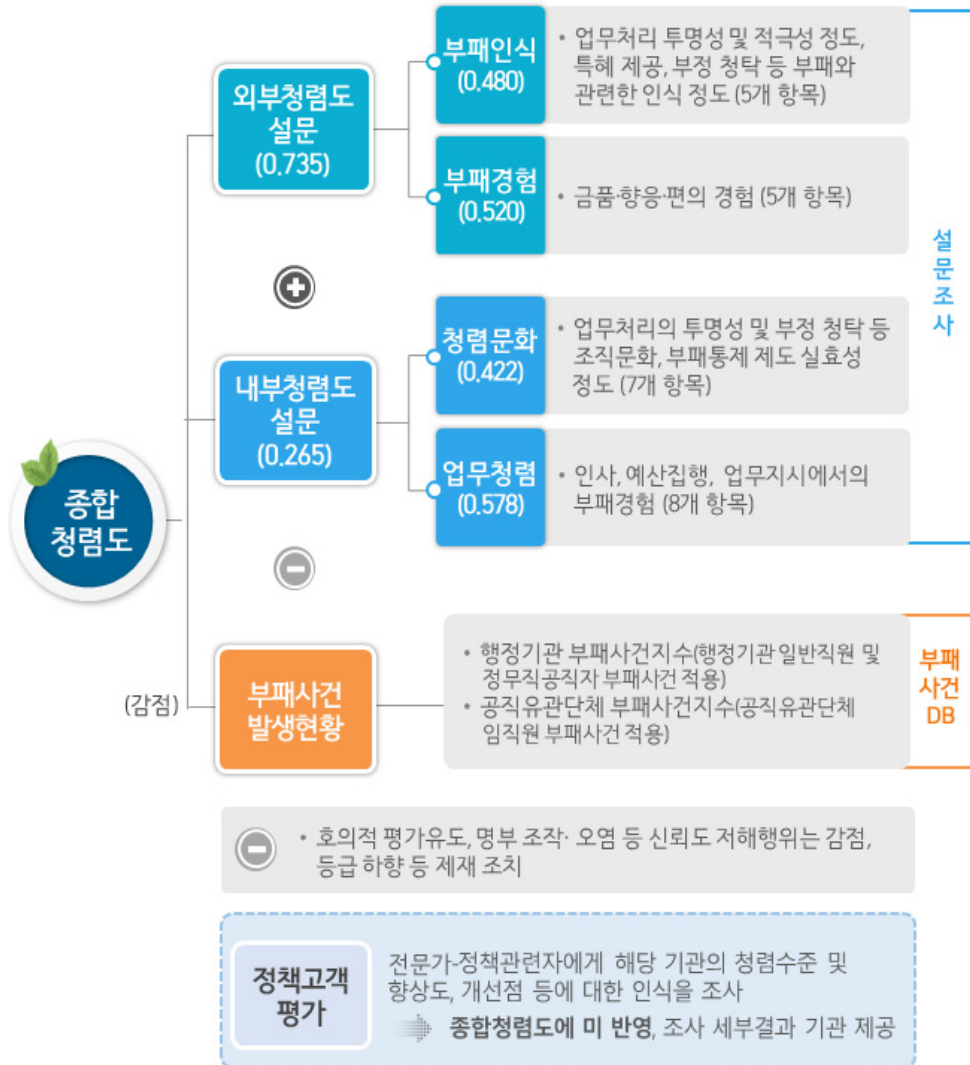 종합
청렴도
외부청렴도
설문
(0.735)
부패인식
(0.480)
• 업무처리 투명성 및 적극성 정도,
특혜 제공, 부정 청탁 등 부패와
관련한 인식 정도 (5개 항목)
부패경험
(0.520)
• 금품·향응·편의 경험 (5개 항목)
내부청렴도
설문
(0.265)
청렴문화
(0.422)
• 업무처리의 투명성 및 부정 청탁 등
조직문화, 부패통제 제도 실효성
정도 (7개 항목)
업무청렴
(0.578)
• 인사, 예산집행, 업무지시에서의
부패경험 (8개 항목)
설
문
조
사
(감점)
부패사건
발생현황
• 행정기관 부패사건지수(행정기관 일반직원 및
정무직공직자 부패사건 적용)
• 공직유관단체 부패사건지수(공직유관단체
임직원 부패사건 적용)
부패
사건
DB
• 호의적 평가유도, 명부 조작· 오염 등 신뢰도 저해행위는 감점,
등급 하향 등 제재 조치
정책고객
평가
전문가-정책관련자에게 해당 기관의 청렴수준 및
향상도, 개선점 등에 대한 인식을 조사
종합청렴도에 미 반영, 조사 세부결과 기관 제공